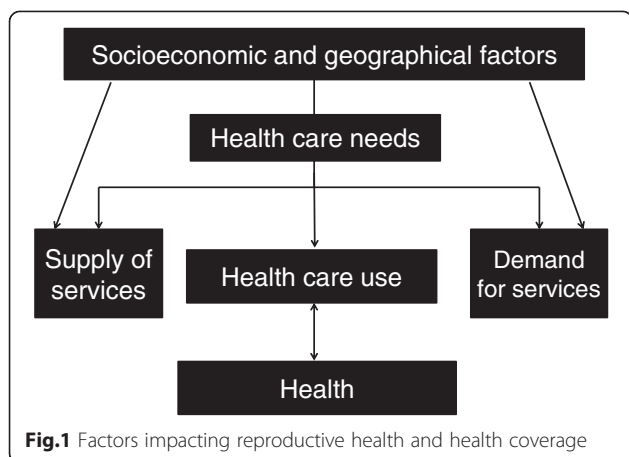 Socioeconomic and geographical factors
Health care needs
Supply of
services
Health care use
Demand
for services
Health
Fig.1 Factors impacting reproductive health and health coverage